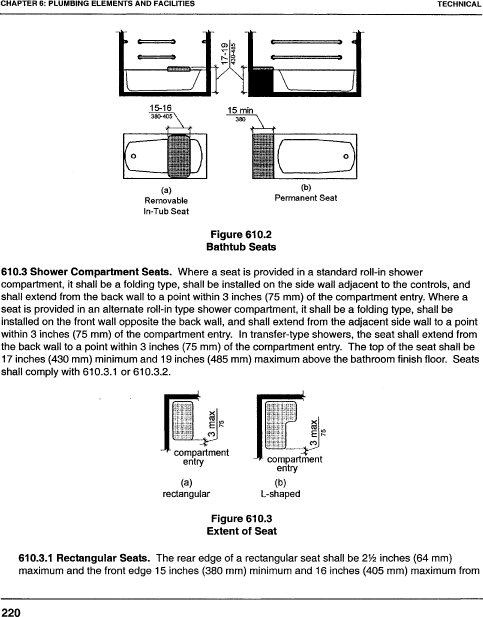 CHAPTER 6: PLUMBING ELEMENTS AND FACILITIES TECHNICAL
17-19
430-485
15-16
380-405
15 min
380
(a)
Removable
In-Tub Seat
(b)
Permanent Seat
Figure 610.2
Bathtub Seats
610.3 Shower Compartment Seats. Where a seat is provided in a standard roll-in shower
compartment, it shall be a folding type, shall be installed on the side wall adjacent to the controls, and
shall extend from the back wall to a point within 3 inches (75 mm) of the compartment entry. Where a
seat is provided in an alternate roll-in type shower compartment, it shall be a folding type, shall be
installed on the front wall opposite the back wall, and shall extend from the adjacent side wall to a point
within 3 inches (75 mm) of the compartment entry. In transfer-type showers, the seat shall extend from
the back wall to a point within 3 inches (75 mm) of the compartment entry. The top of the seat shall be
17 inches (430 mm) minimum and 19 inches (485 mm) maximum above the bathroom finish floor. Seats
shall comply with 610.3.1 or 610.3.2.
3 max
75
compartment
entry
(a)
rectangular
3 max
75
compartment
entry
(b)
L-shaped
Figure 610.3
Extent of Seat
610.3.1 Rectangular Seats. The rear edge of a rectangular seat shall be 2½ inches (64 mm)
maximum and the front edge 15 inches (380 mm) minimum and 16 inches (405 mm) maximum from
220